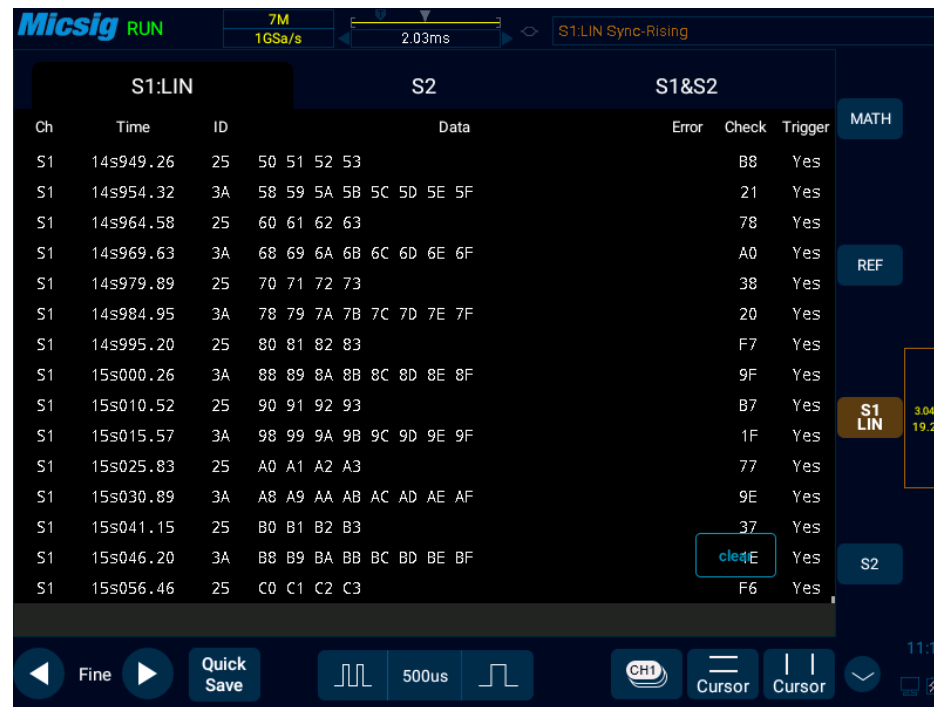 Micsig RUN 7M 1GSa/s 2.03ms S1:LIN Sync-Rising
S1:LIN S2 S1&S2
Ch Time ID Data Error Check Trigger
S1 14s949.26 25 50 51 52 53 B8 Yes
S1 14s954.32 3A 58 59 5A 5B 5C 5D 5E 5F 21 Yes
S1 14s964.58 25 60 61 62 63 78 Yes
S1 14s969.63 3A 68 69 6A 6B 6C 6D 6E 6F A0 Yes
S1 14s979.89 25 70 71 72 73 38 Yes
S1 14s984.95 3A 78 79 7A 7B 7C 7D 7E 7F 20 Yes
S1 14s995.20 25 80 81 82 83 F7 Yes
S1 15s000.26 3A 88 89 8A 8B 8C 8D 8E 8F 9F Yes
S1 15s010.52 25 90 91 92 93 B7 Yes
S1 15s015.57 3A 98 99 9A 9B 9C 9D 9E 9F 1F Yes
S1 15s025.83 25 A0 A1 A2 A3 77 Yes
S1 15s030.89 3A A8 A9 AA AB AC AD AE AF 9E Yes
S1 15s041.15 25 B0 B1 B2 B3 37 Yes
S1 15s046.20 3A B8 B9 BA BB BC BD BE BF Yes
clear
S1 15s056.46 25 C0 C1 C2 C3 F6 Yes
MATH
REF
S1
LIN
S2
Fine
Quick
Save
500us
CH1
Cursor
Cursor